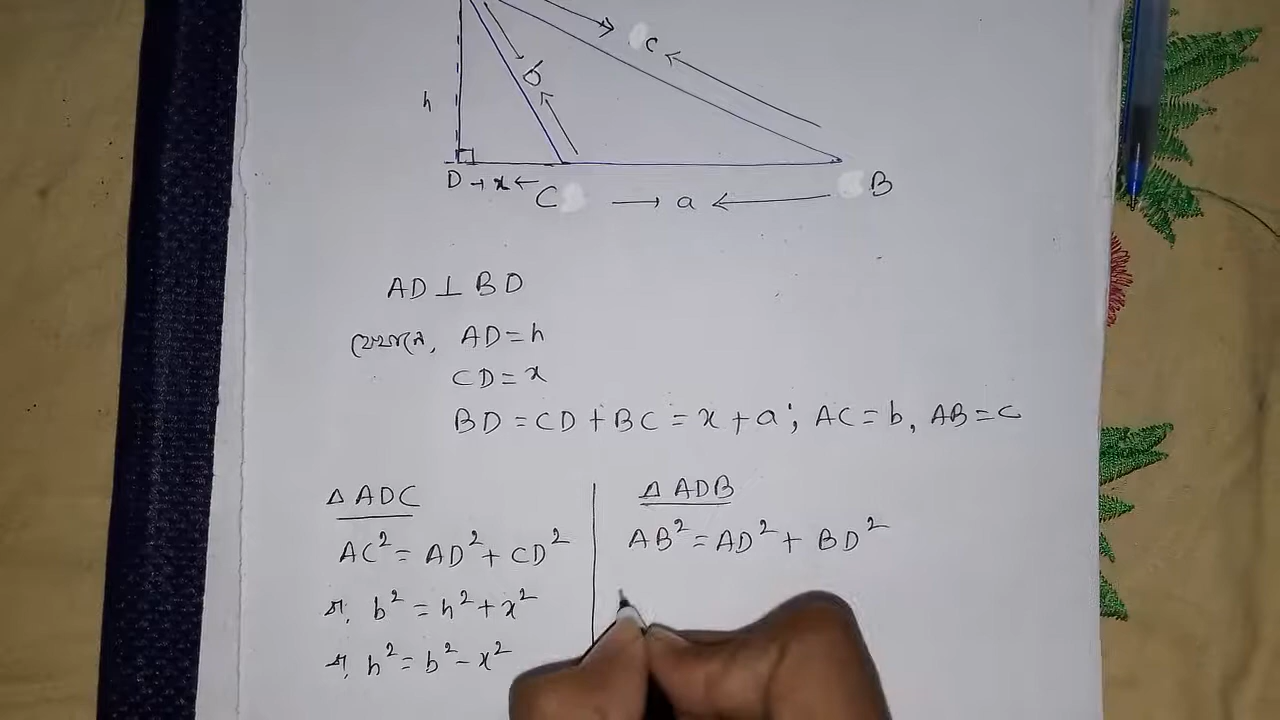 c
b
h
D → x ←
C
→ a ←
B
AD ⊥ BD
যেখানে, AD = h
CD = x
BD = CD + BC = x + a ; AC = b, AB = c
△ ADC
AC² = AD² + CD²
বা, b² = h² + x²
বা, h² = b² - x²
△ ADB
AB² = AD² + BD²